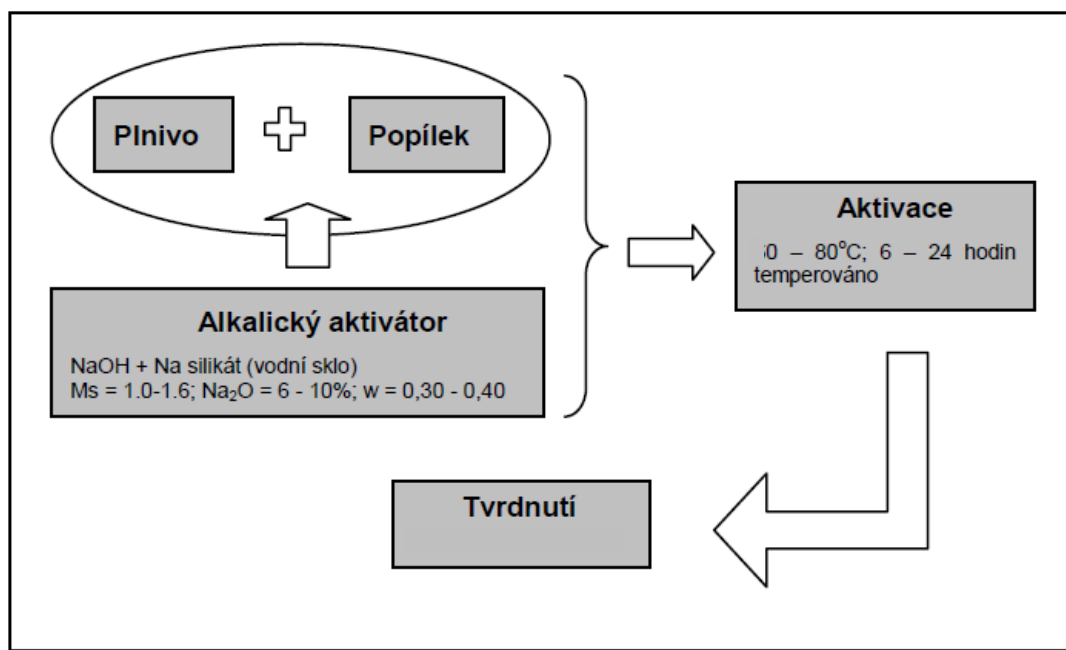 Plnivo
Popílek
Alkalický aktivátor
NaOH + Na silikát (vodní sklo)
Ms = 1.0-1.6; Na₂O = 6 - 10%; w = 0,30 - 0,40
Aktivace
– 80°C; 6 – 24 hodin
temperováno
Tvrdnutí